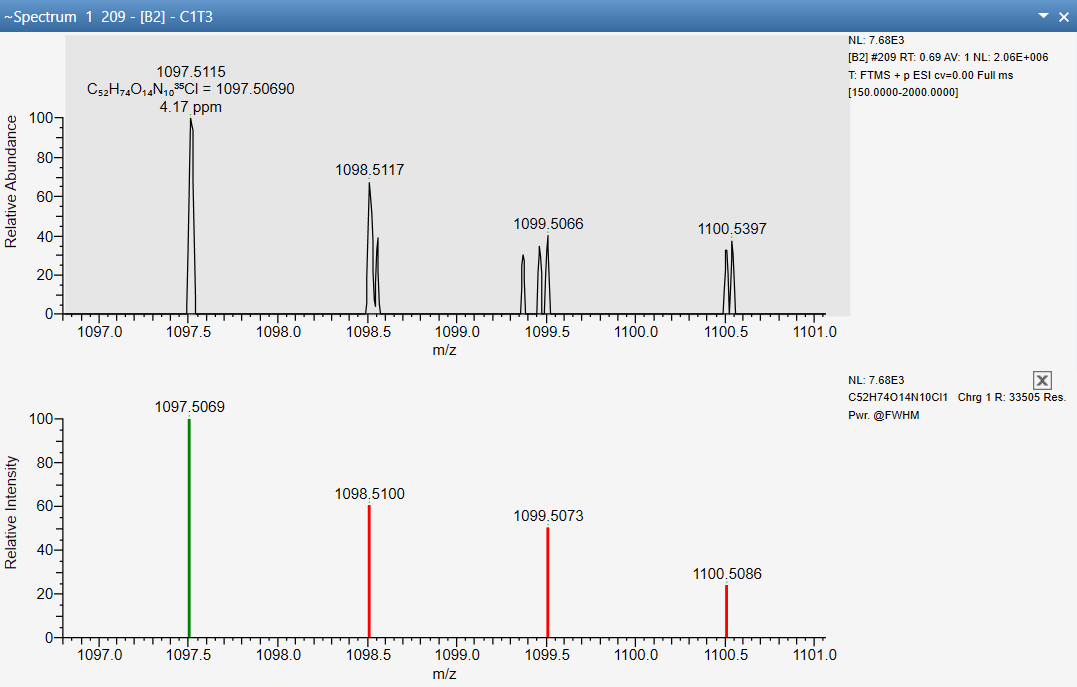 ~Spectrum 1 209 - [B2] - C1T3
NL: 7.68E3
[B2] #209 RT: 0.69 AV: 1 NL: 2.06E+006
T: FTMS + p ESI cv=0.00 Full ms
[150.0000-2000.0000]
1097.5115
C₅₂H₇₄O₁₄N₁₀³⁵Cl = 1097.50690
4.17 ppm
1098.5117
1099.5066
1100.5397
Relative Abundance
100
80
60
40
20
0
1097.0 1097.5 1098.0 1098.5 1099.0 1099.5 1100.0 1100.5 1101.0
m/z
NL: 7.68E3
X
C52H74O14N10Cl1 Chrg 1 R: 33505 Res.
Pwr. @FWHM
1097.5069
1098.5100
1099.5073
1100.5086
Relative Intensity
100
80
60
40
20
0
1097.0 1097.5 1098.0 1098.5 1099.0 1099.5 1100.0 1100.5 1101.0
m/z